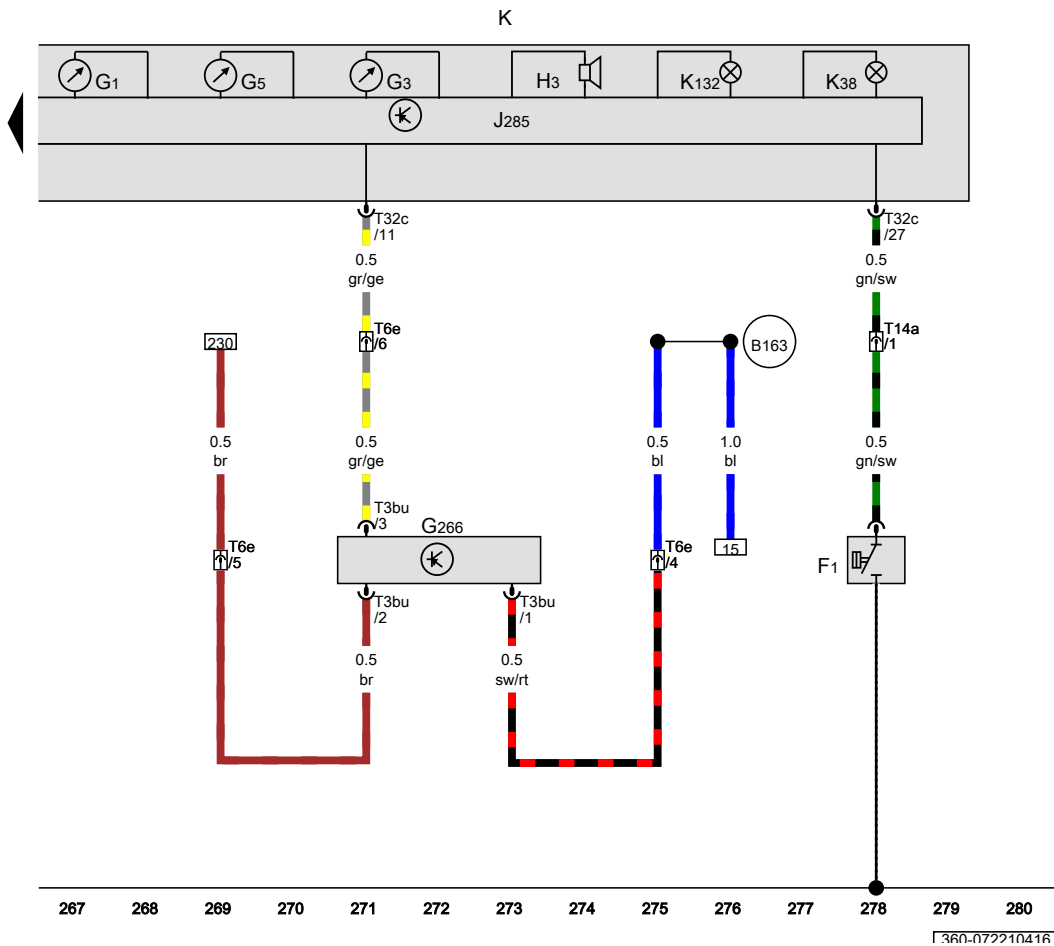 K
G1 G5 G3 H3 K132 K38
J285
T32c T32c
/11 /27
0.5 0.5
gr/ge gn/sw
230 T6e B163 T14a
/6 /1
0.5 0.5 0.5 1.0 0.5
br gr/ge bl bl gn/sw
T3bu
/3 G266
T6e T6e 15 F1
/5 /4
T3bu T3bu
/2 /1
0.5 0.5
br sw/rt
267 268 269 270 271 272 273 274 275 276 277 278 279 280
360-072210416